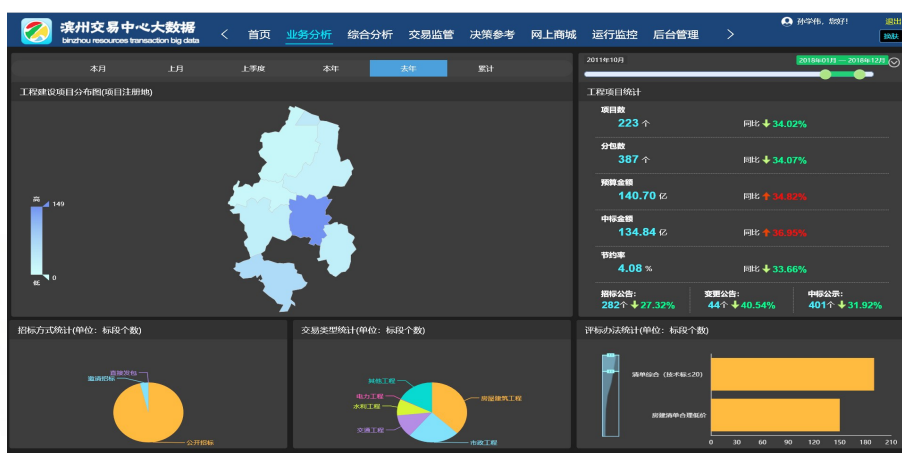 滨州交易中心大数据
binzhou resources transaction big data
< 首页 业务分析 综合分析 交易监管 决策参考 网上商城 运行监控 后台管理 >
孙学伟, 您好!
退出
换肤
本月 上月 上季度 本年 去年 累计
2011年10月
2018年01月 — 2018年12月
工程建设项目分布图(项目注册地)
高
149
0
低
工程项目统计
项目数
223 个 同比 34.02%
分包数
387 个 同比 34.07%
预算金额
140.70 亿 同比 34.82%
中标金额
134.84 亿 同比 36.95%
节约率
4.08 % 同比 33.66%
招标公告: 变更公告: 中标公示:
282个 27.32% 44个 40.54% 401个 31.92%
招标方式统计(单位: 标段个数)
直接发包
邀请招标
公开招标
交易类型统计(单位: 标段个数)
其他工程
电力工程
水利工程
交通工程
房屋建筑工程
市政工程
评标办法统计(单位: 标段个数)
清单综合 (技术标≤20)
房建清单合理低价
0 30 60 90 120 150 180 210